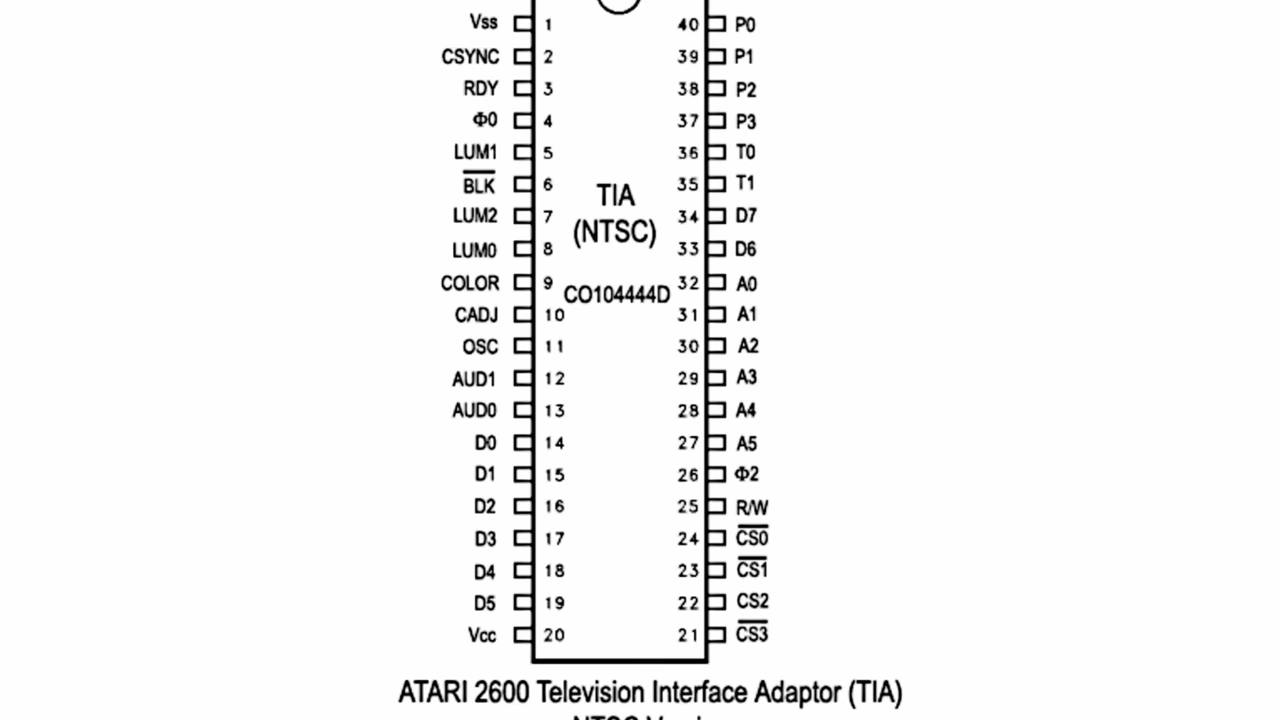 Vss 1 40 P0
CSYNC 2 39 P1
RDY 3 38 P2
Φ0 4 37 P3
LUM1 5 36 T0
B̅L̅K̅ 6 35 T1
TIA
LUM2 7 34 D7
(NTSC)
LUM0 8 33 D6
COLOR 9 32 A0
CO104444D
CADJ 10 31 A1
OSC 11 30 A2
AUD1 12 29 A3
AUD0 13 28 A4
D0 14 27 A5
D1 15 26 Φ2
D2 16 25 R/W
D3 17 24 C̅S̅0̅
D4 18 23 C̅S̅1̅
D5 19 22 CS2
Vcc 20 21 C̅S̅3̅
ATARI 2600 Television Interface Adaptor (TIA)